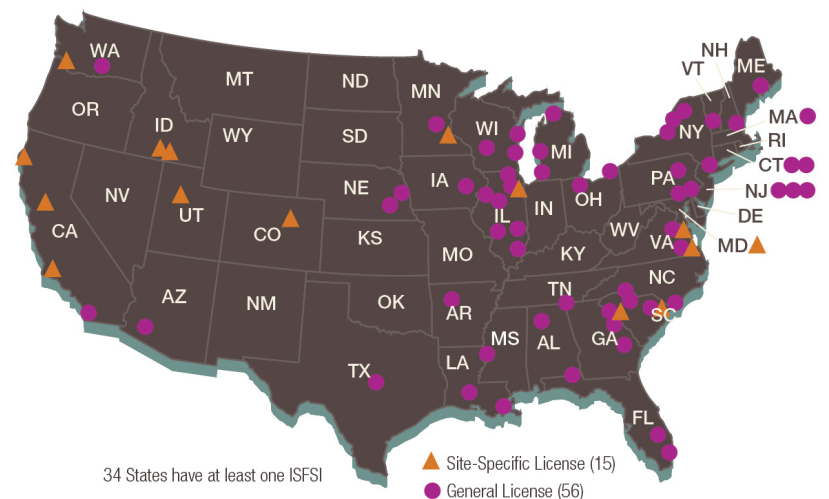 NH
VT
ME
WA
MT
ND
MN
OR
ID
WY
SD
WI
MI
NY
MA
RI
CT
NV
UT
NE
IA
PA
NJ
CA
CO
KS
MO
IL
IN
OH
WV
VA
DE
MD
KY
AZ
NM
OK
AR
TN
NC
SC
TX
LA
MS
AL
GA
FL
34 States have at least one ISFSI
Site-Specific License (15)
General License (56)